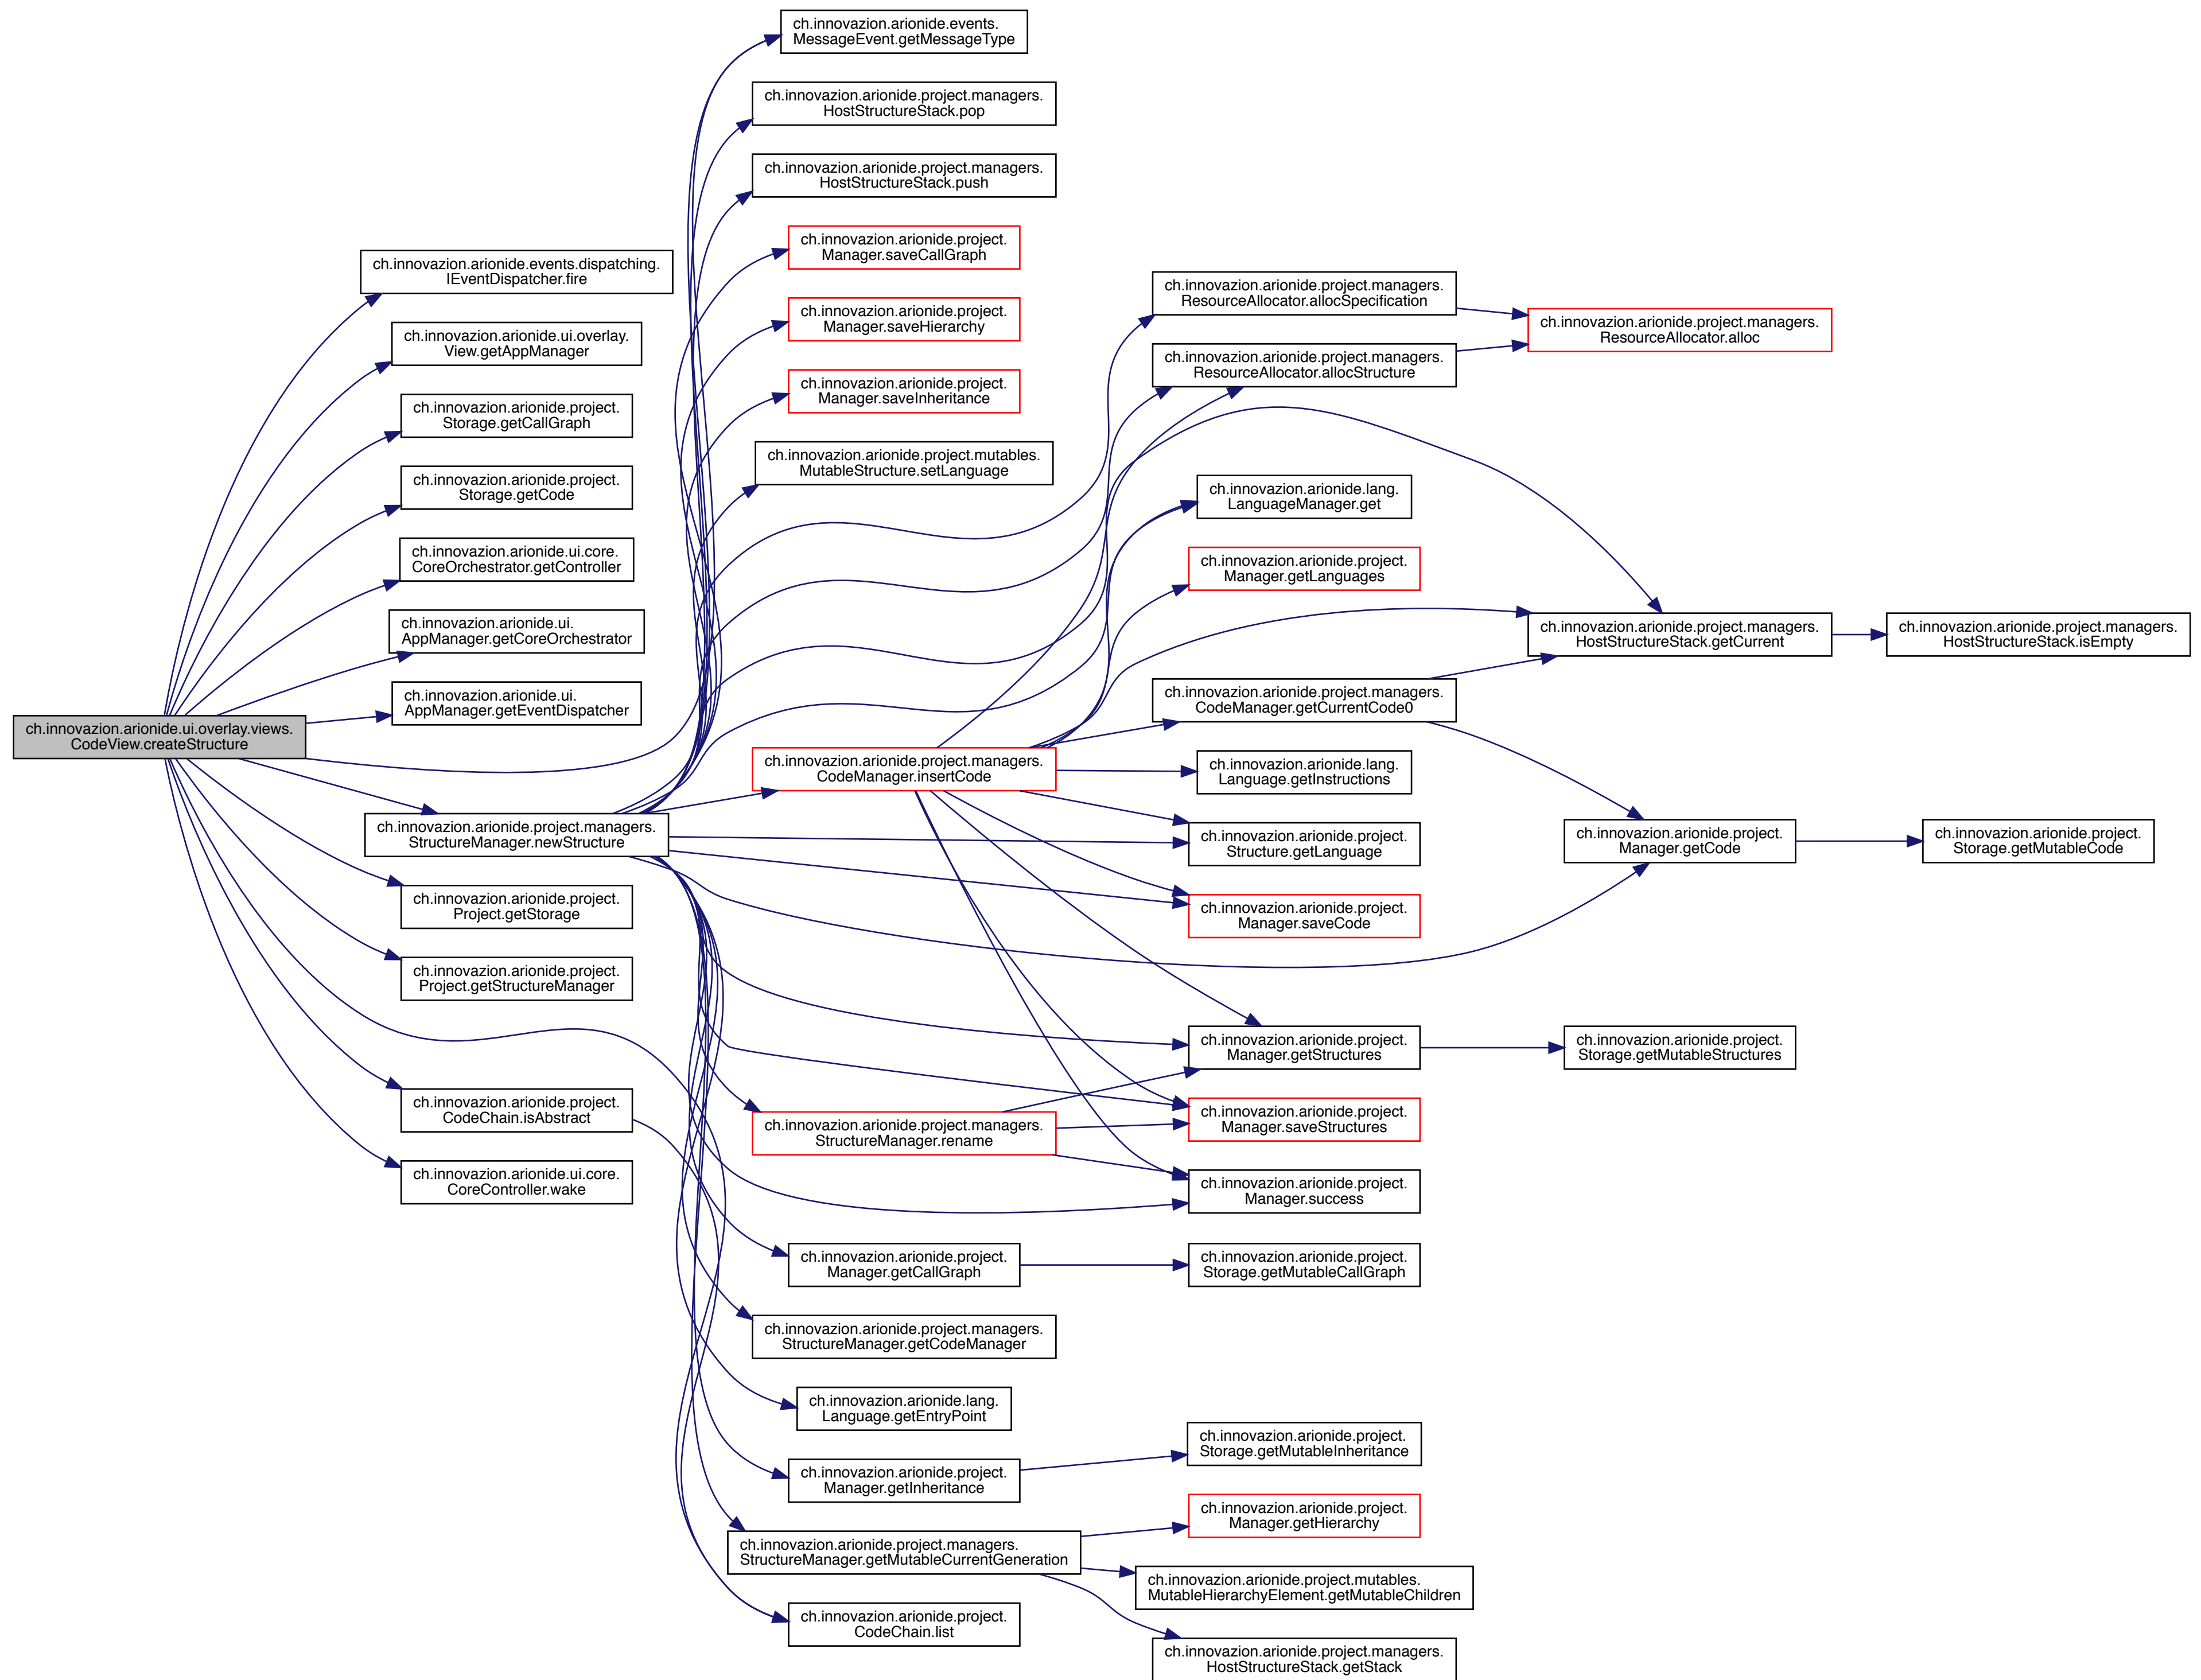 ch.innovazion.arionide.ui.overlay.views.
CodeView.createStructure
ch.innovazion.arionide.events.dispatching.
IEventDispatcher.fire
ch.innovazion.arionide.ui.overlay.
View.getAppManager
ch.innovazion.arionide.project.
Storage.getCallGraph
ch.innovazion.arionide.project.
Storage.getCode
ch.innovazion.arionide.ui.core.
CoreOrchestrator.getController
ch.innovazion.arionide.ui.
AppManager.getCoreOrchestrator
ch.innovazion.arionide.ui.
AppManager.getEventDispatcher
ch.innovazion.arionide.project.managers.
StructureManager.newStructure
ch.innovazion.arionide.project.
Project.getStorage
ch.innovazion.arionide.project.
Project.getStructureManager
ch.innovazion.arionide.project.
CodeChain.isAbstract
ch.innovazion.arionide.ui.core.
CoreController.wake
ch.innovazion.arionide.events.
MessageEvent.getMessageType
ch.innovazion.arionide.project.managers.
HostStructureStack.pop
ch.innovazion.arionide.project.managers.
HostStructureStack.push
ch.innovazion.arionide.project.
Manager.saveCallGraph
ch.innovazion.arionide.project.
Manager.saveHierarchy
ch.innovazion.arionide.project.
Manager.saveInheritance
ch.innovazion.arionide.project.mutables.
MutableStructure.setLanguage
ch.innovazion.arionide.project.managers.
CodeManager.insertCode
ch.innovazion.arionide.project.managers.
StructureManager.rename
ch.innovazion.arionide.project.
Manager.getCallGraph
ch.innovazion.arionide.project.managers.
StructureManager.getCodeManager
ch.innovazion.arionide.lang.
Language.getEntryPoint
ch.innovazion.arionide.project.
Manager.getInheritance
ch.innovazion.arionide.project.managers.
StructureManager.getMutableCurrentGeneration
ch.innovazion.arionide.project.
CodeChain.list
ch.innovazion.arionide.project.managers.
ResourceAllocator.allocSpecification
ch.innovazion.arionide.project.managers.
ResourceAllocator.allocStructure
ch.innovazion.arionide.lang.
LanguageManager.get
ch.innovazion.arionide.project.
Manager.getLanguages
ch.innovazion.arionide.project.managers.
CodeManager.getCurrentCode0
ch.innovazion.arionide.lang.
Language.getInstructions
ch.innovazion.arionide.project.
Structure.getLanguage
ch.innovazion.arionide.project.
Manager.saveCode
ch.innovazion.arionide.project.
Manager.getStructures
ch.innovazion.arionide.project.
Manager.saveStructures
ch.innovazion.arionide.project.
Manager.success
ch.innovazion.arionide.project.
Storage.getMutableCallGraph
ch.innovazion.arionide.project.
Storage.getMutableInheritance
ch.innovazion.arionide.project.
Manager.getHierarchy
ch.innovazion.arionide.project.mutables.
MutableHierarchyElement.getMutableChildren
ch.innovazion.arionide.project.managers.
HostStructureStack.getStack
ch.innovazion.arionide.project.managers.
ResourceAllocator.alloc
ch.innovazion.arionide.project.managers.
HostStructureStack.getCurrent
ch.innovazion.arionide.project.
Manager.getCode
ch.innovazion.arionide.project.
Storage.getMutableStructures
ch.innovazion.arionide.project.managers.
HostStructureStack.isEmpty
ch.innovazion.arionide.project.
Storage.getMutableCode